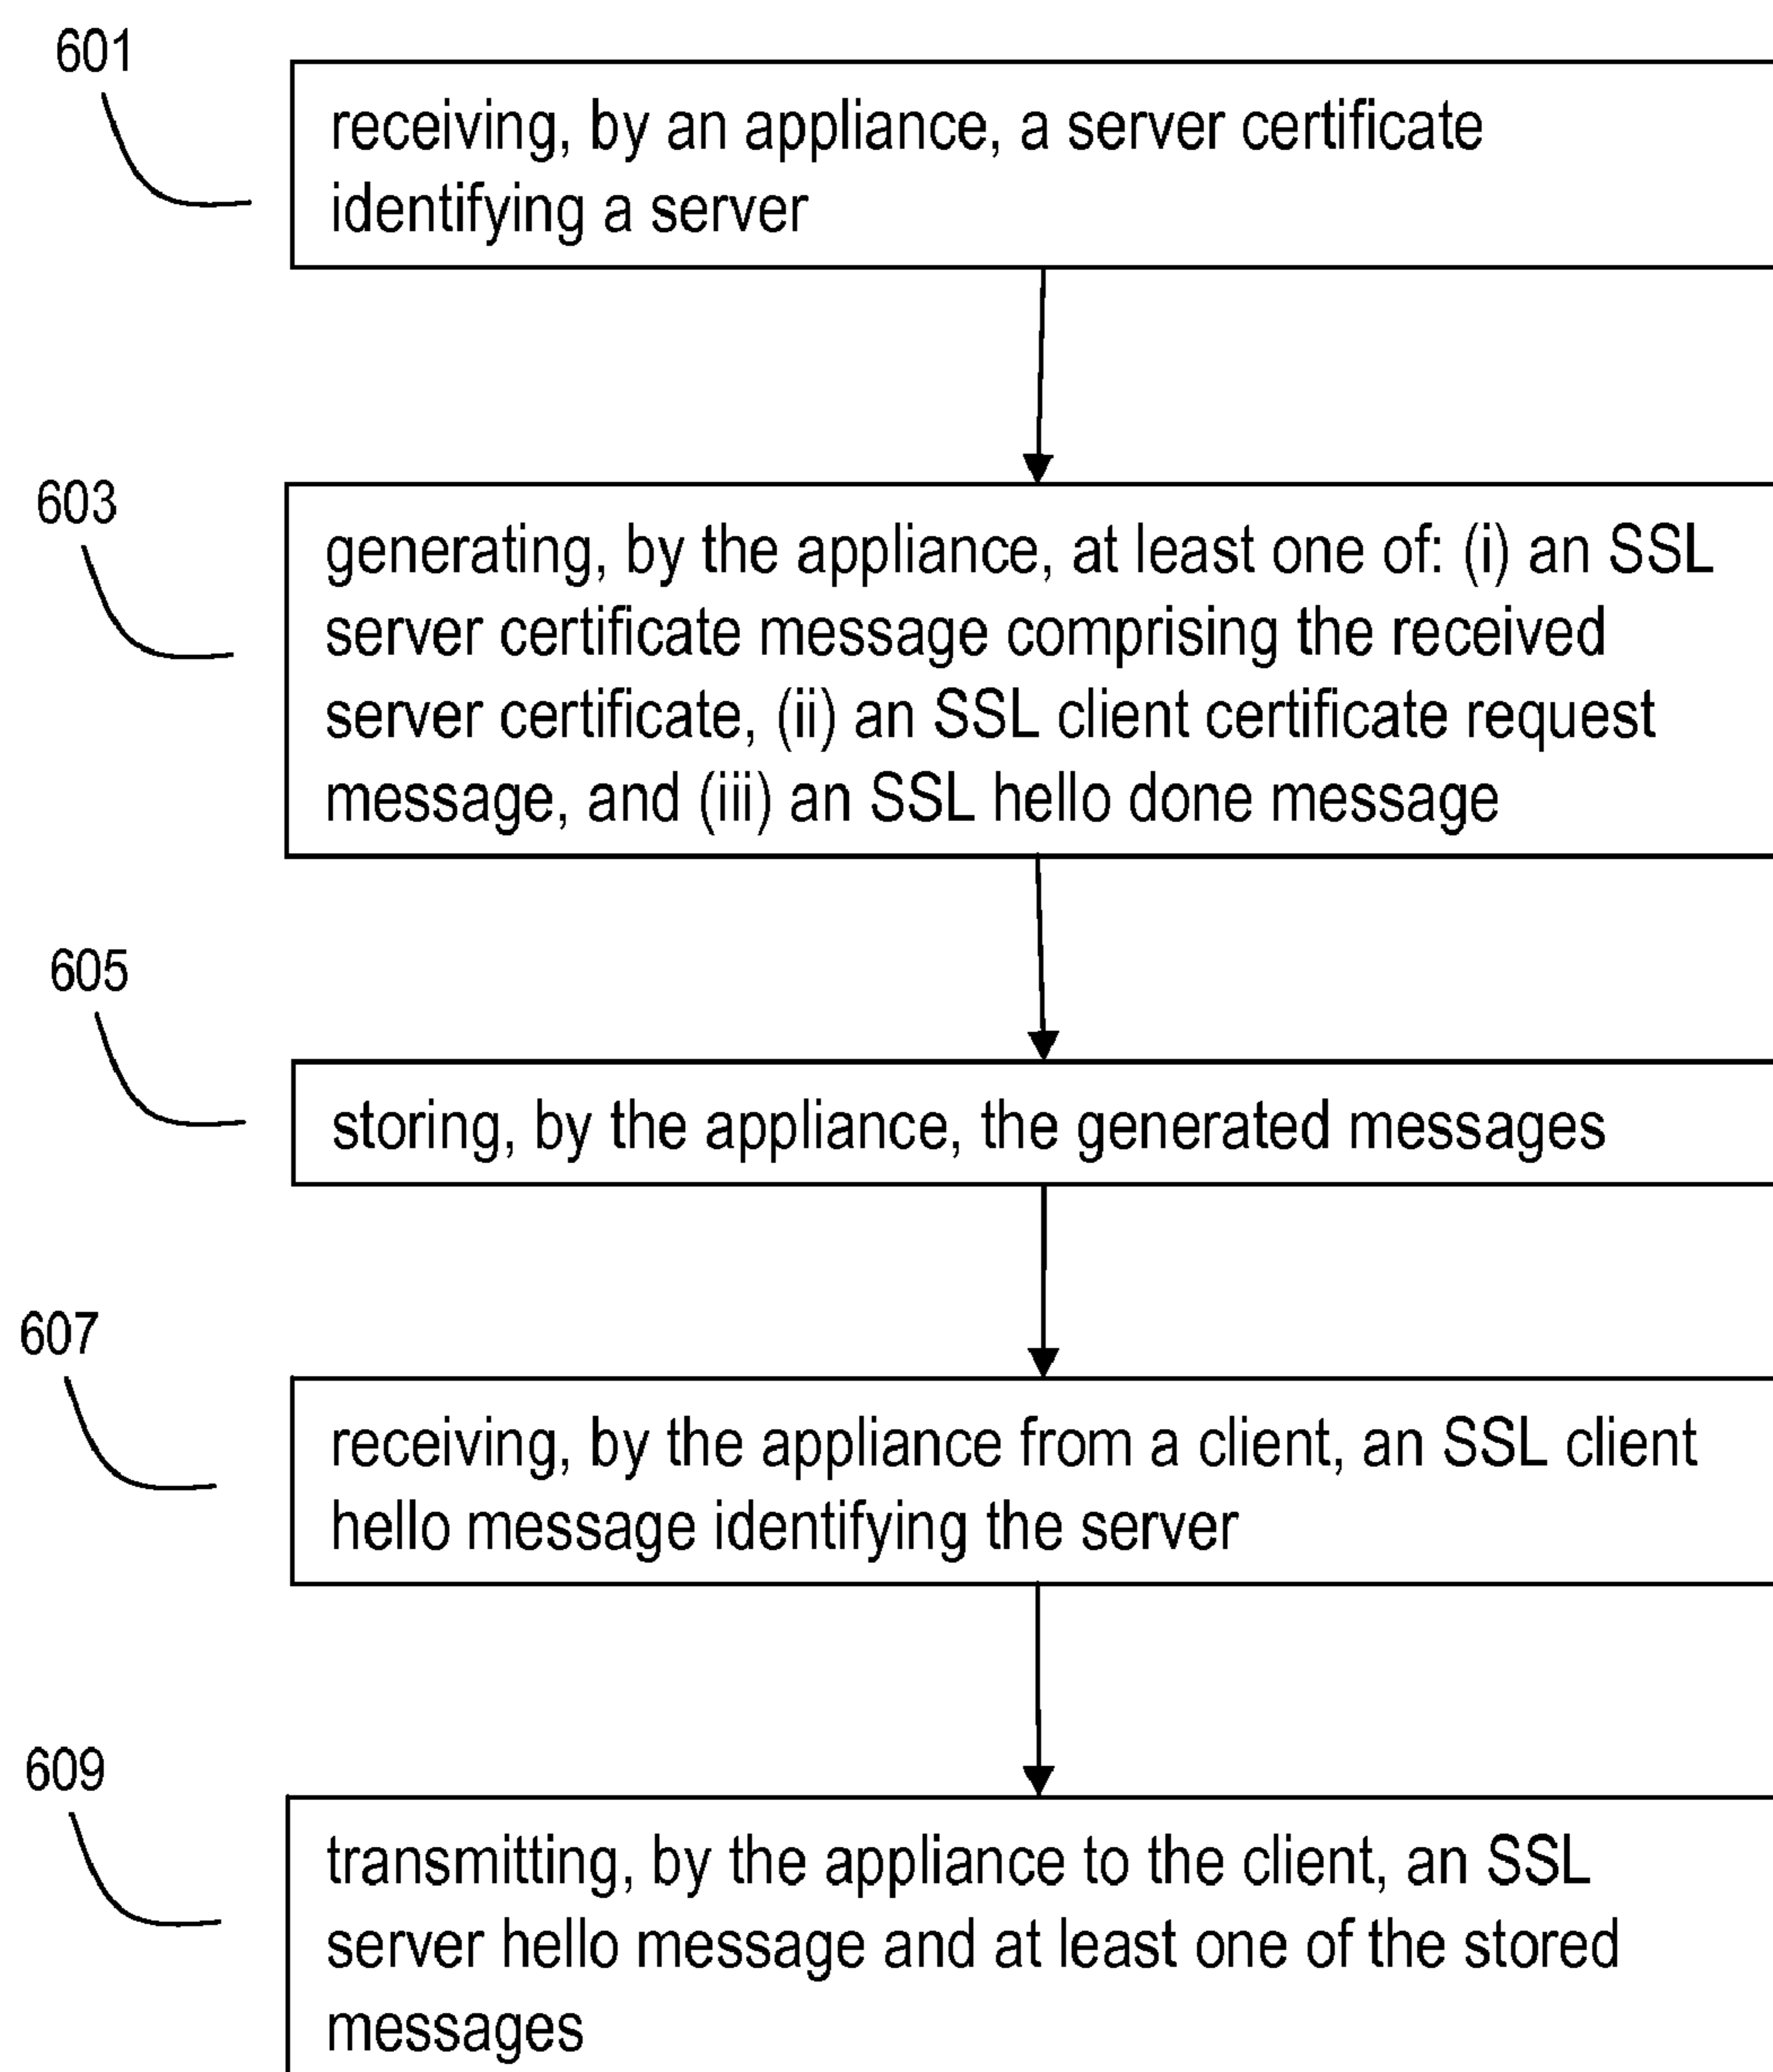 601
receiving, by an appliance, a server certificate
identifying a server
603
generating, by the appliance, at least one of: (i) an SSL
server certificate message comprising the received
server certificate, (ii) an SSL client certificate request
message, and (iii) an SSL hello done message
605
storing, by the appliance, the generated messages
607
receiving, by the appliance from a client, an SSL client
hello message identifying the server
609
transmitting, by the appliance to the client, an SSL
server hello message and at least one of the stored
messages